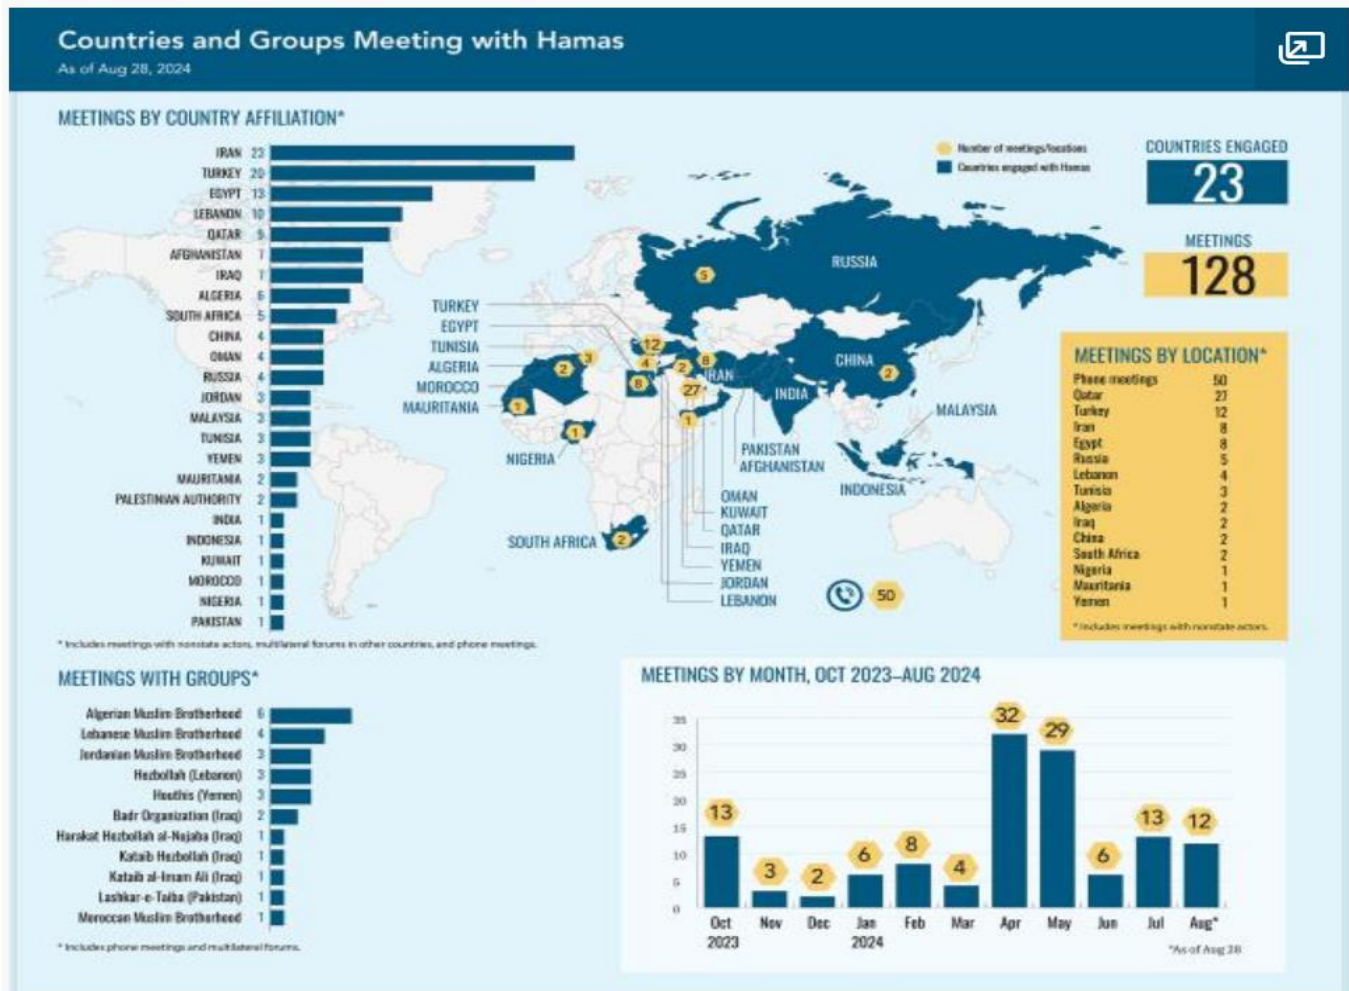 Countries and Groups Meeting with Hamas
As of Aug 28, 2024
MEETINGS BY COUNTRY AFFILIATION*
IRAN 23
TURKEY 20
EGYPT 13
LEBANON 10
QATAR 9
AFGHANISTAN 7
IRAQ 7
ALGERIA 6
SOUTH AFRICA 5
CHINA 4
OMAN 4
RUSSIA 4
JORDAN 3
MALAYSIA 3
TUNISIA 3
YEMEN 3
MAURITANIA 2
PALESTINIAN AUTHORITY 2
INDIA 1
INDONESIA 1
KUWAIT 1
MOROCCO 1
NIGERIA 1
PAKISTAN 1
* Includes meetings with nonstate actors, multilateral forums in other countries, and phone meetings.
Number of meetings/locations
Countries engaged with Hamas
COUNTRIES ENGAGED
23
MEETINGS
128
RUSSIA
5
TURKEY
EGYPT
TUNISIA
ALGERIA
MOROCCO
MAURITANIA
12
3
4
2
2
8
8
27
1
1
1
IRAN
CHINA
2
INDIA
MALAYSIA
NIGERIA
PAKISTAN
AFGHANISTAN
INDONESIA
SOUTH AFRICA
2
OMAN
KUWAIT
QATAR
IRAQ
YEMEN
JORDAN
LEBANON
50
MEETINGS BY LOCATION*
Phone meetings 50
Qatar 27
Turkey 12
Iran 8
Egypt 8
Russia 5
Lebanon 4
Tunisia 3
Algeria 2
Iraq 2
China 2
South Africa 2
Nigeria 1
Mauritania 1
Yemen 1
* Includes meetings with nonstate actors.
MEETINGS WITH GROUPS*
Algerian Muslim Brotherhood 6
Lebanese Muslim Brotherhood 4
Jordanian Muslim Brotherhood 3
Hezbollah (Lebanon) 3
Houthis (Yemen) 3
Badr Organization (Iraq) 2
Harakat Hezbollah al-Nujaba (Iraq) 1
Kataib Hezbollah (Iraq) 1
Kataib al-Imam Ali (Iraq) 1
Lashkar-e-Taiba (Pakistan) 1
Moroccan Muslim Brotherhood 1
* Includes phone meetings and multilateral forums.
MEETINGS BY MONTH, OCT 2023–AUG 2024
35
30
25
20
15
10
5
0
13
3
2
6
8
4
32
29
6
13
12
Oct Nov Dec Jan Feb Mar Apr May Jun Jul Aug*
2023 2024
*As of Aug 28